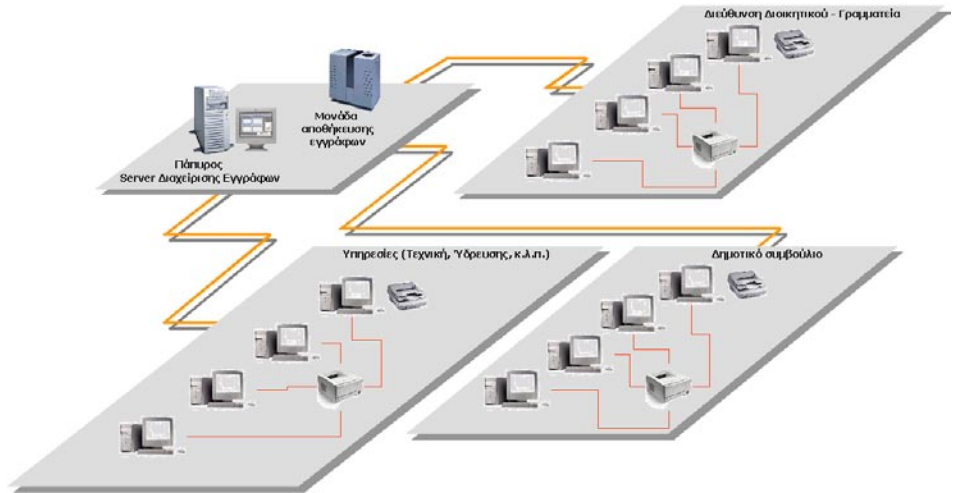 Διεύθυνση Διοικητικού - Γραμματεία
Μονάδα
αποθήκευσης
εγγράφων
Πάπυρος
Server Διαχείρισης Εγγράφων
Υπηρεσίες (Τεχνική, Ύδρευσης, κ.λ.π.)
Δημοτικό συμβούλιο